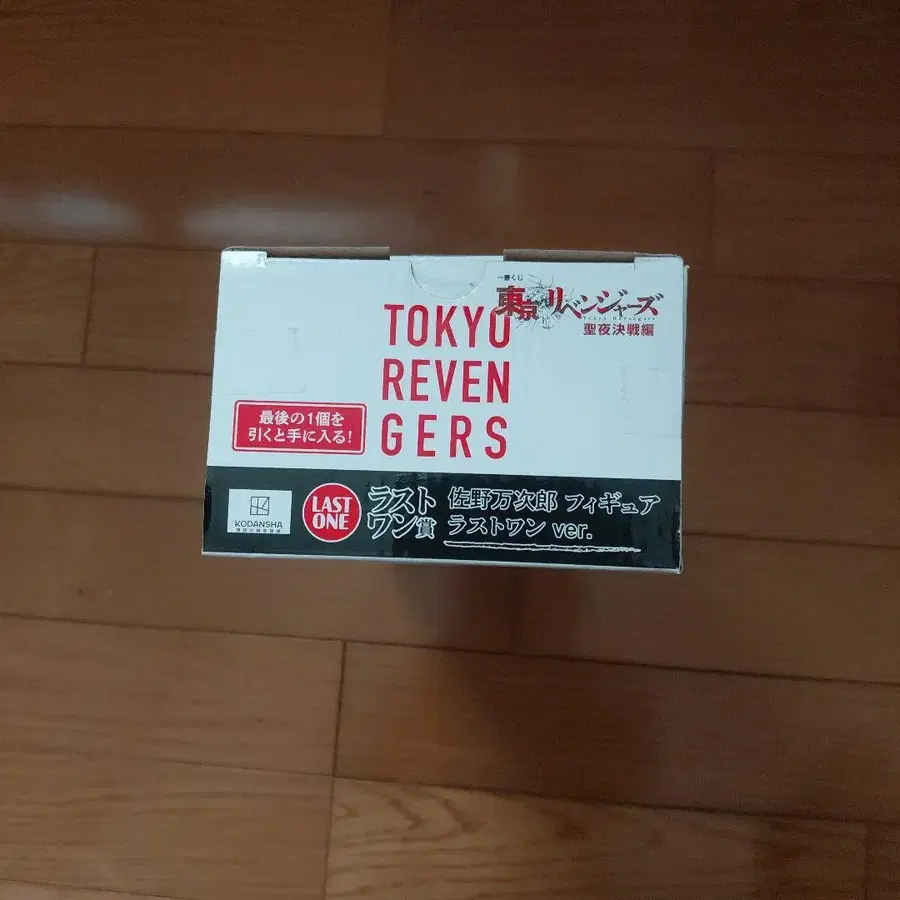 一番くじ
東京リベンジャーズ
Tokyo Revengers
聖夜決戦編
TOKYO
REVEN
GERS
最後の1個を
引くと手に入る!
KODANSHA
LAST
ONE
ラスト
ワン賞
佐野万次郎 フィギュア
ラストワン ver.